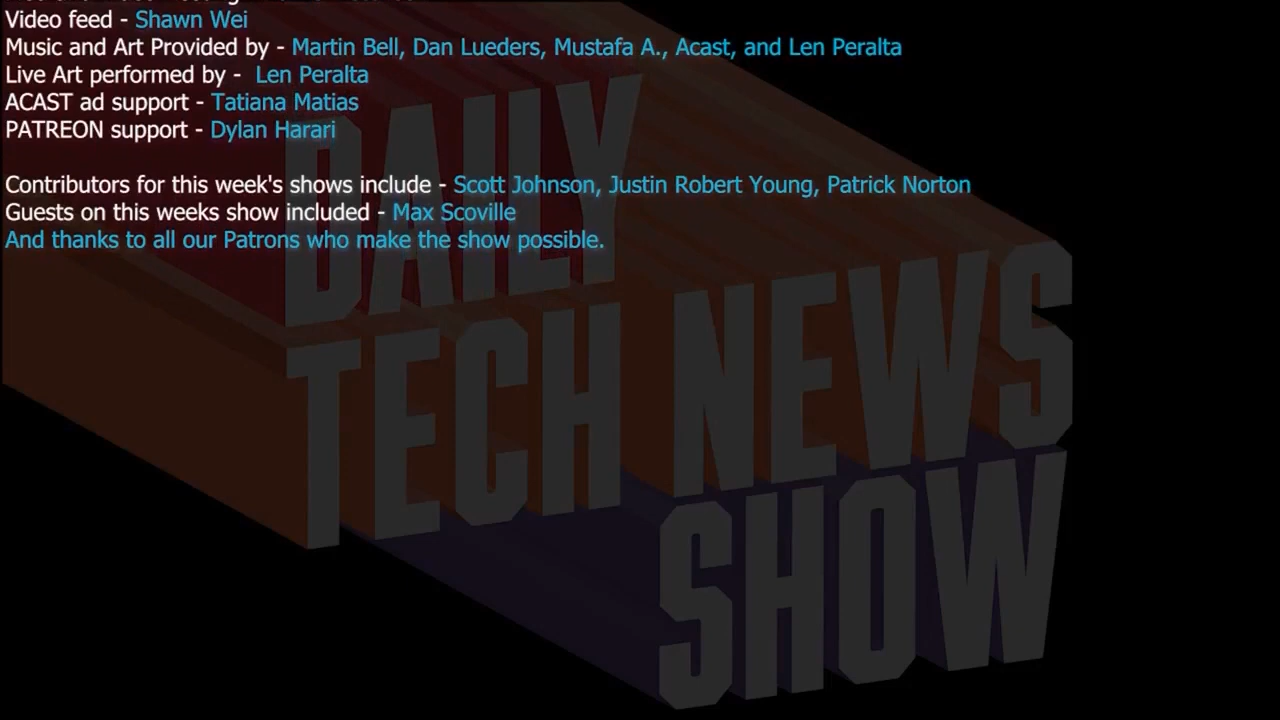 Video feed - Shawn Wei
Music and Art Provided by - Martin Bell, Dan Lueders, Mustafa A., Acast, and Len Peralta
Live Art performed by -  Len Peralta
ACAST ad support - Tatiana Matias
PATREON support - Dylan Harari
Contributors for this week's shows include - Scott Johnson, Justin Robert Young, Patrick Norton
Guests on this weeks show included - Max Scoville
And thanks to all our Patrons who make the show possible.
DAILY
TECH NEWS
SHOW